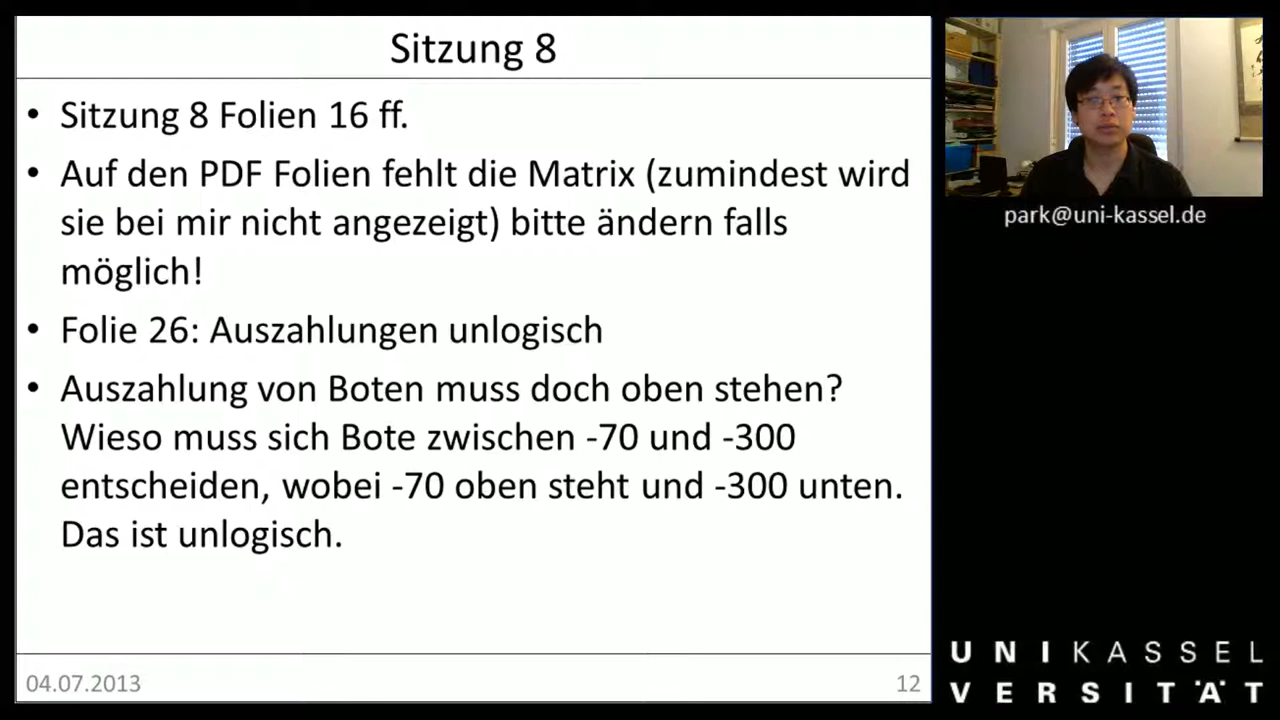 Sitzung 8
• Sitzung 8 Folien 16 ff.
• Auf den PDF Folien fehlt die Matrix (zumindest wird
sie bei mir nicht angezeigt) bitte ändern falls
möglich!
• Folie 26: Auszahlungen unlogisch
• Auszahlung von Boten muss doch oben stehen?
Wieso muss sich Bote zwischen -70 und -300
entscheiden, wobei -70 oben steht und -300 unten.
Das ist unlogisch.
04.07.2013
12
park@uni-kassel.de
UNIKASSEL
VERSITÄT